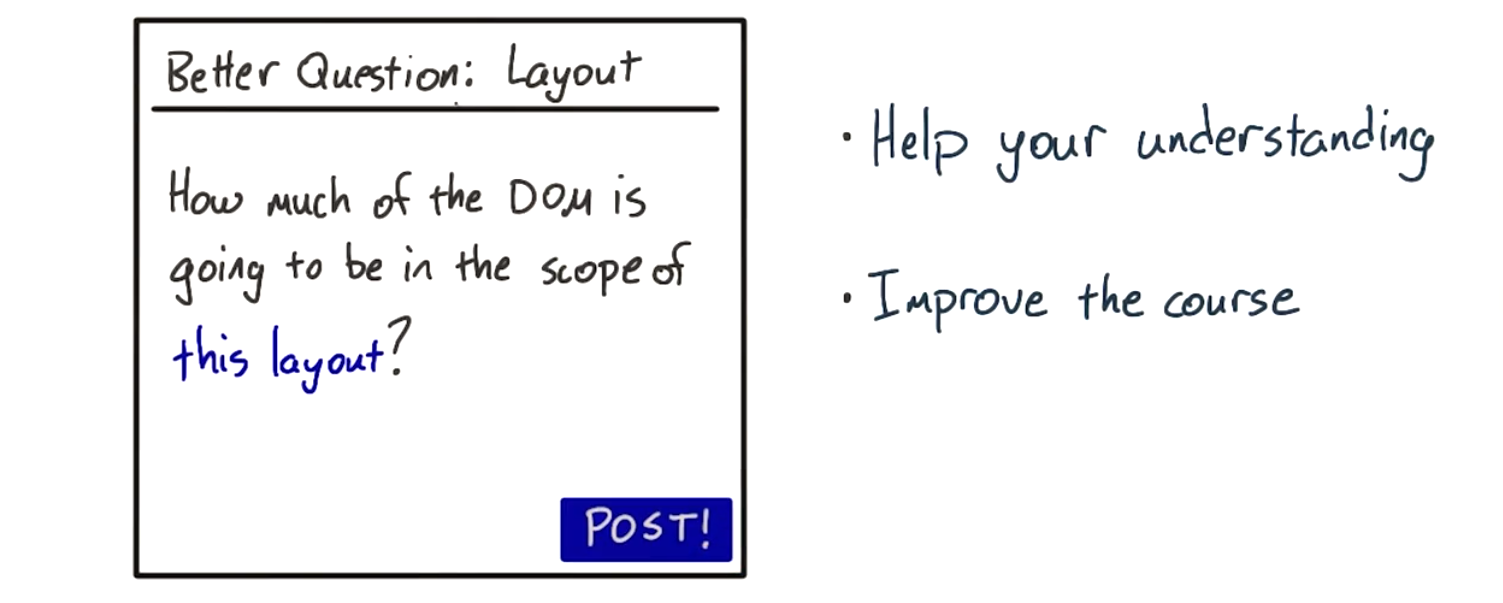 Better Question: Layout
How much of the DOM is
going to be in the scope of
this layout?
POST!
• Help your understanding
• Improve the course